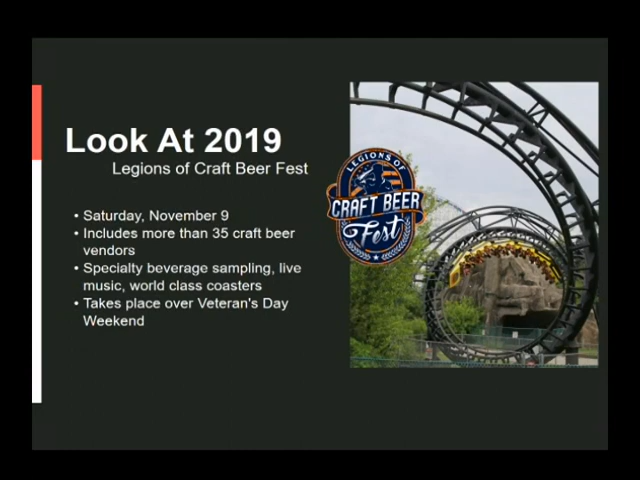 Look At 2019
Legions of Craft Beer Fest
• Saturday, November 9
• Includes more than 35 craft beer
vendors
• Specialty beverage sampling, live
music, world class coasters
• Takes place over Veteran's Day
Weekend
LEGIONS OF
CRAFT BEER
Fest